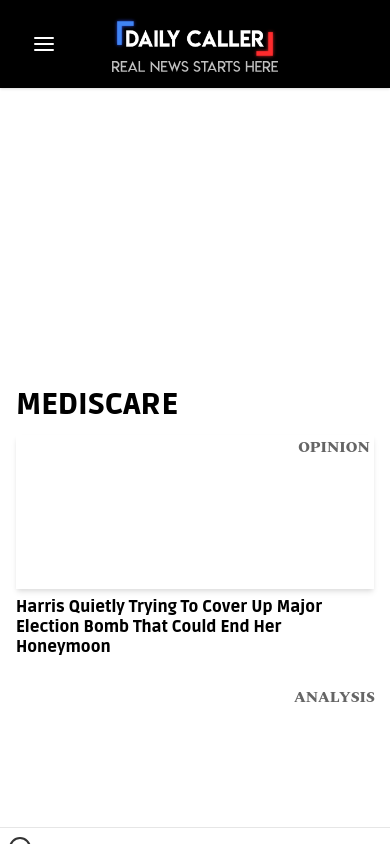 DAILY CALLER
REAL NEWS STARTS HERE
MEDISCARE
OPINION
Harris Quietly Trying To Cover Up Major
Election Bomb That Could End Her
Honeymoon
ANALYSIS